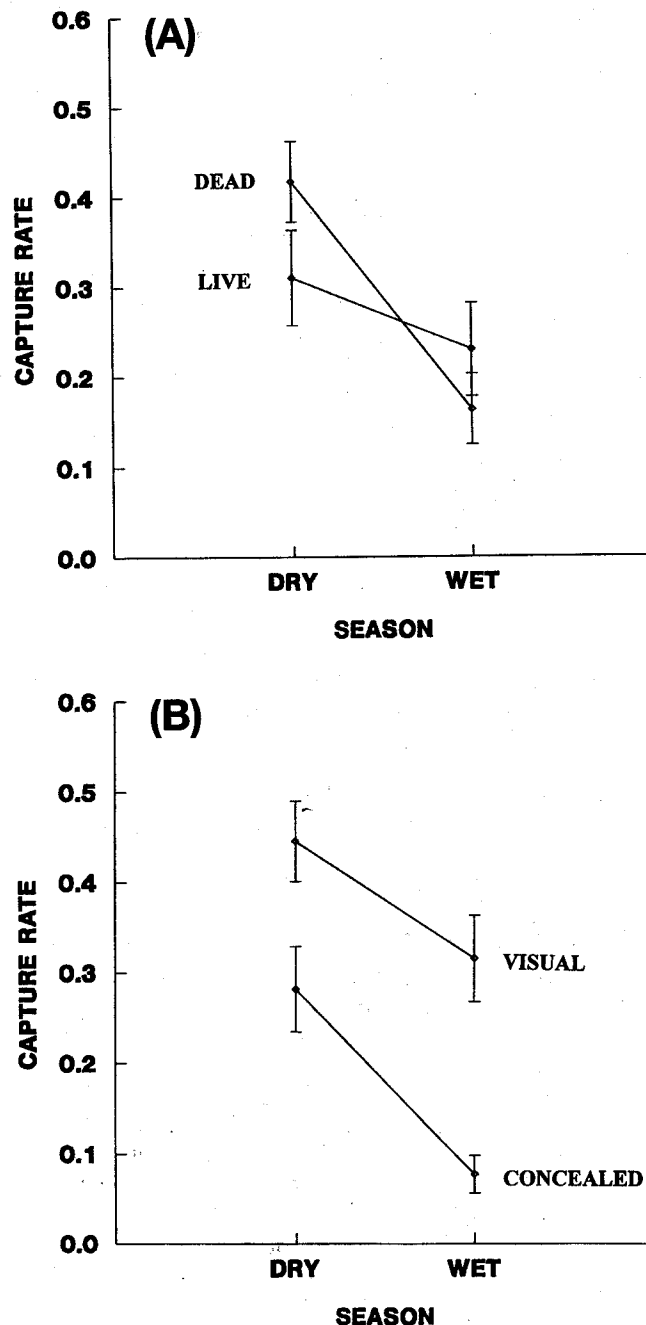 (A)
0.6
0.5
0.4
0.3
0.2
0.1
0.0
CAPTURE RATE
DEAD
LIVE
DRY WET
SEASON
(B)
0.6
0.5
0.4
0.3
0.2
0.1
0.0
CAPTURE RATE
VISUAL
CONCEALED
DRY WET
SEASON